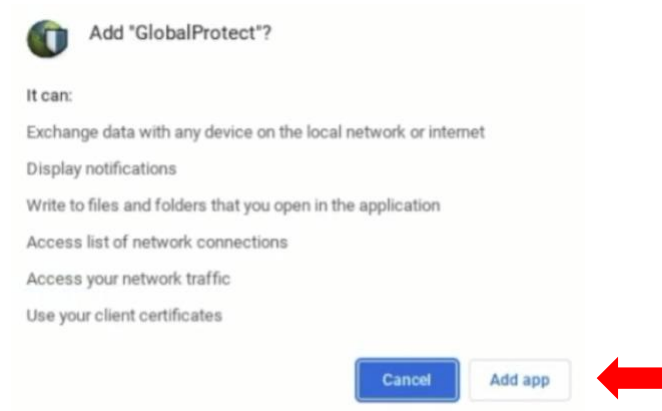 Add "GlobalProtect"?
It can:
Exchange data with any device on the local network or internet
Display notifications
Write to files and folders that you open in the application
Access list of network connections
Access your network traffic
Use your client certificates
Cancel Add app